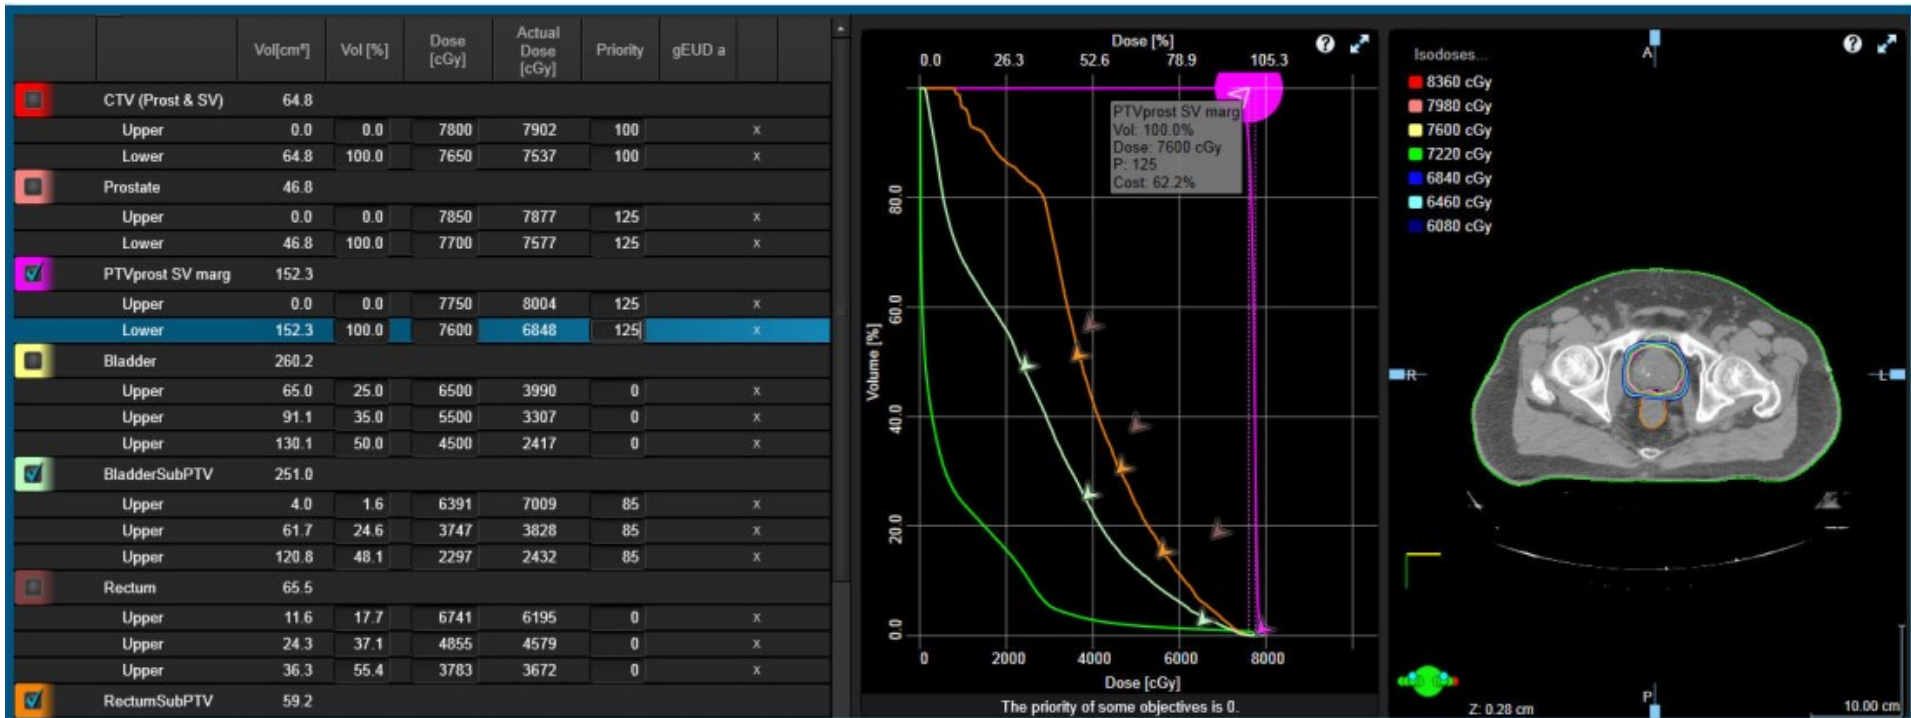 Vol[cm³] Vol [%] Dose [cGy] Actual Dose [cGy] Priority gEUD a
CTV (Prost & SV) 64.8
Upper 0.0 0.0 7800 7902 100 x
Lower 64.8 100.0 7650 7537 100 x
Prostate 46.8
Upper 0.0 0.0 7850 7877 125 x
Lower 46.8 100.0 7700 7577 125 x
PTVprost SV marg 152.3
Upper 0.0 0.0 7750 8004 125 x
Lower 152.3 100.0 7600 6848 125 x
Bladder 260.2
Upper 65.0 25.0 6500 3990 0 x
Upper 91.1 35.0 5500 3307 0 x
Upper 130.1 50.0 4500 2417 0 x
BladderSubPTV 251.0
Upper 4.0 1.6 6391 7009 85 x
Upper 61.7 24.6 3747 3828 85 x
Upper 120.8 48.1 2297 2432 85 x
Rectum 65.5
Upper 11.6 17.7 6741 6195 0 x
Upper 24.3 37.1 4855 4579 0 x
Upper 36.3 55.4 3783 3672 0 x
RectumSubPTV 59.2
Dose [%]
?
0.0 26.3 52.6 78.9 105.3
PTVprost SV marg
Vol: 100.0%
Dose: 7600 cGy
P: 125
Cost: 62.2%
Volume [%]
80.0
60.0
40.0
20.0
0.0
0 2000 4000 6000 8000
Dose [cGy]
The priority of some objectives is 0.
Isodoses...
A
?
8360 cGy
7980 cGy
7600 cGy
7220 cGy
6840 cGy
6460 cGy
6080 cGy
R
L
P
Z: 0.28 cm
10.00 cm